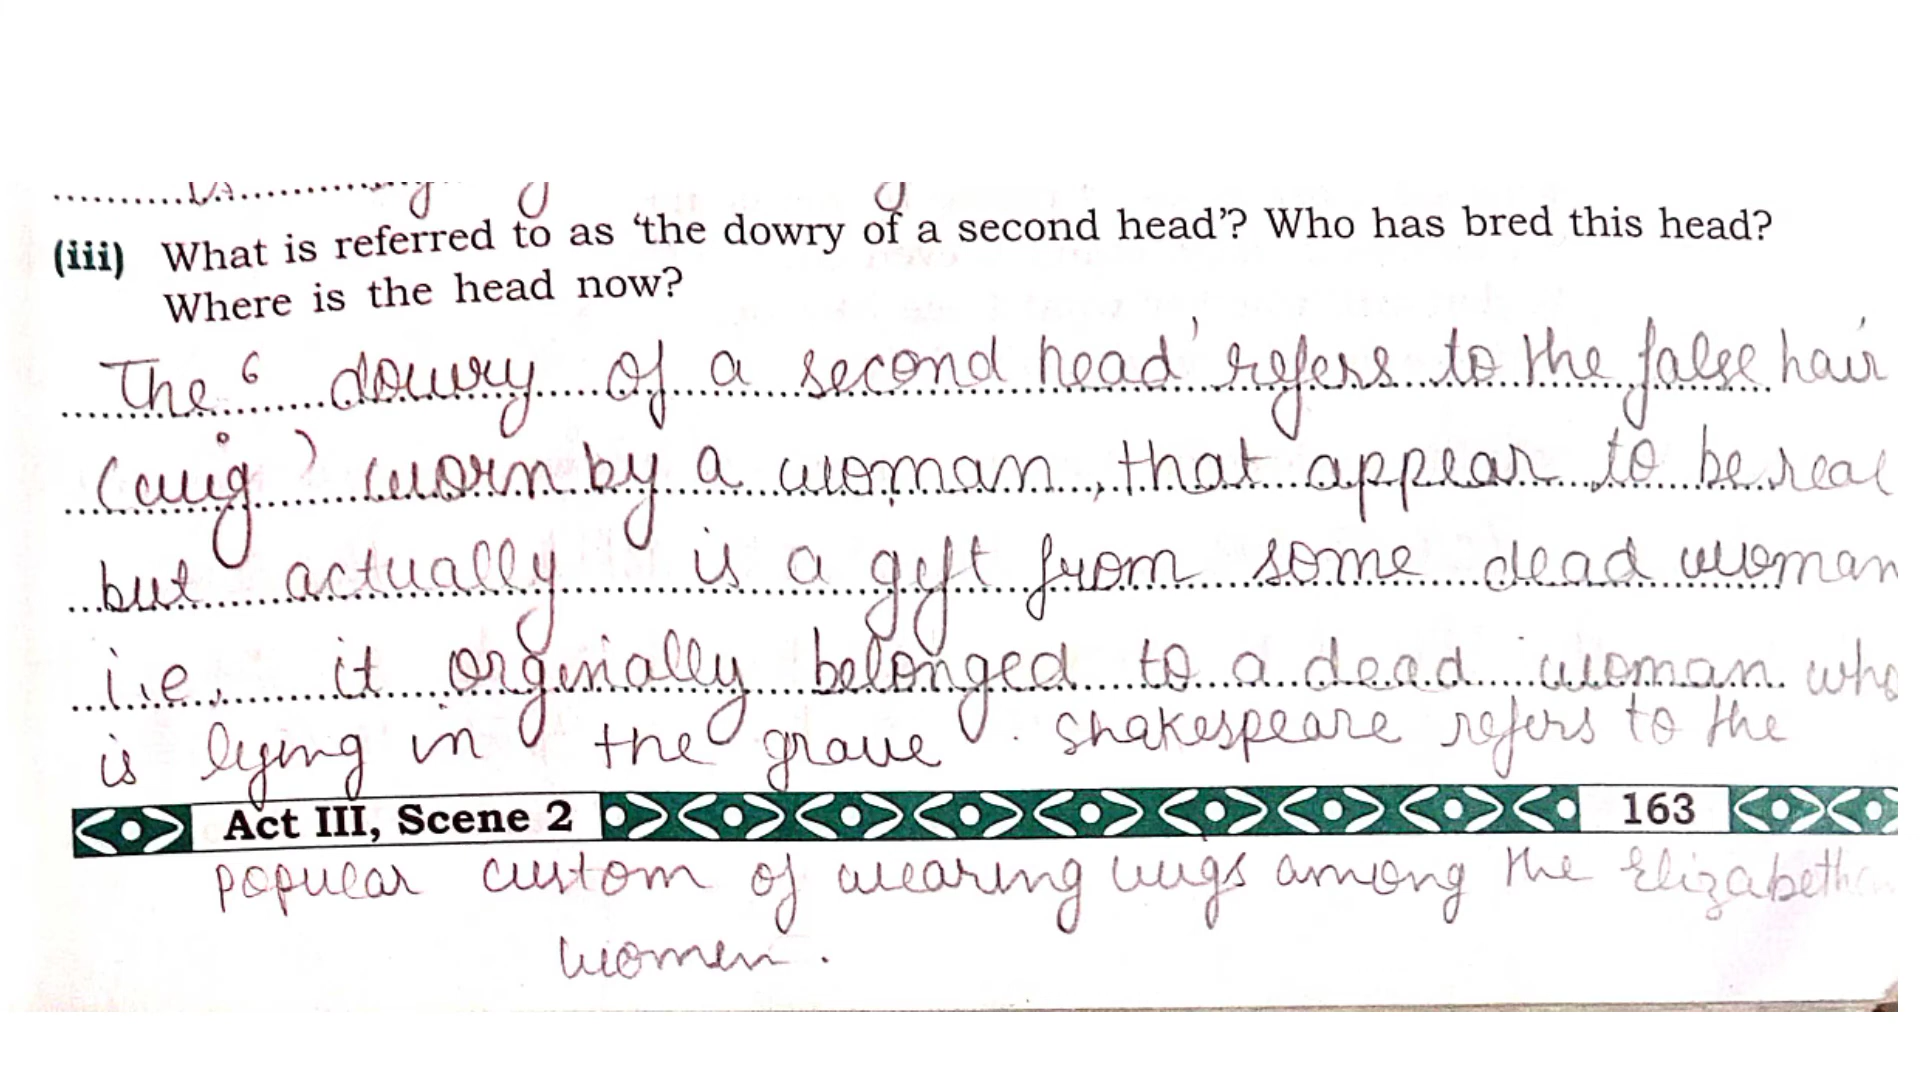 (iii) What is referred to as 'the dowry of a second head'? Who has bred this head?
Where is the head now?
The ' dowry of a second head' refers to the false hair
(wig) worn by a woman, that appear to be real
but actually is a gift from some dead woman
i.e. it orginally belonged to a dead woman who
is lying in the grave. Shakespeare refers to the
Act III, Scene 2 163
popular custom of wearing wigs among the
women.